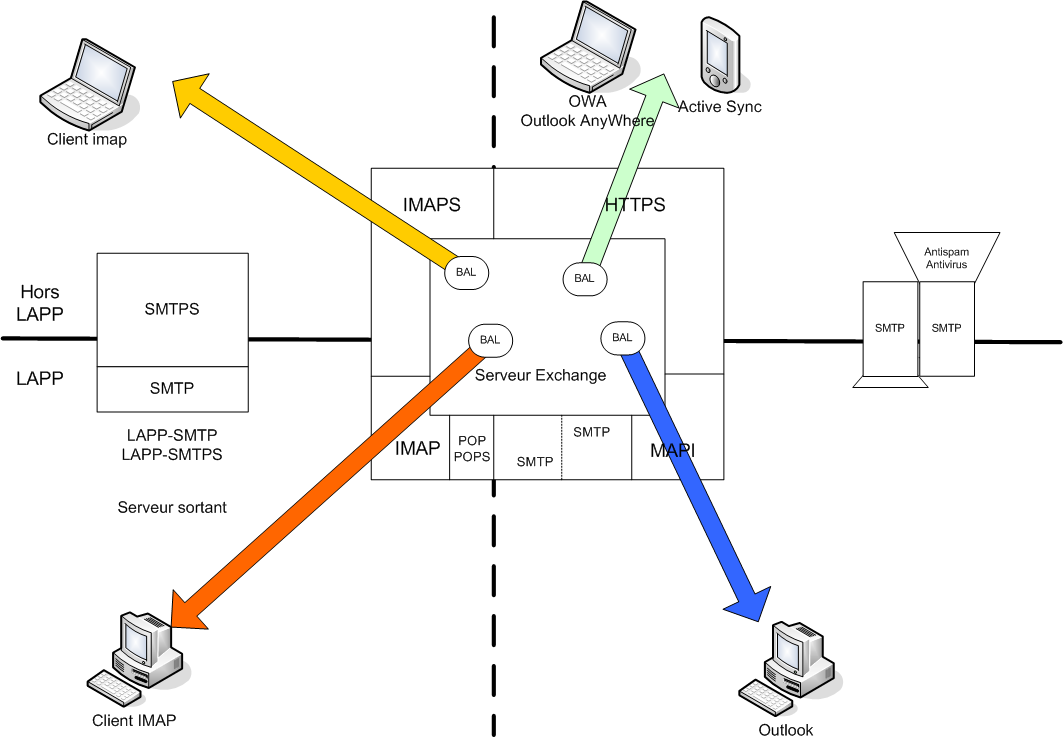 OWA
Outlook AnyWhere
Active Sync
Client imap
IMAPS
HTTPS
Antispam
Antivirus
BAL
BAL
Hors
LAPP
SMTPS
SMTP
SMTP
BAL
BAL
Serveur Exchange
LAPP
SMTP
LAPP-SMTP
LAPP-SMTPS
IMAP
POP
POPS
SMTP
SMTP
MAPI
Serveur sortant
Client IMAP
Outlook